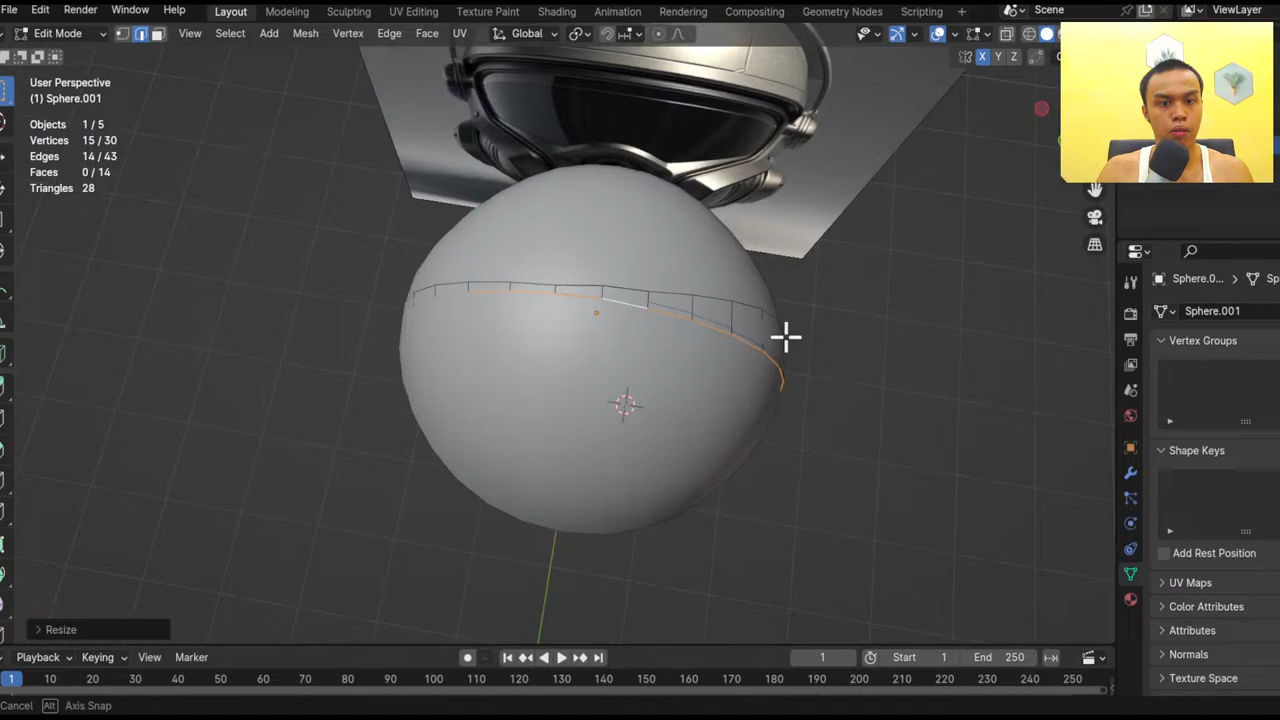 File Edit Render Window Help Layout Modeling Sculpting UV Editing Texture Paint Shading Animation Rendering Compositing Geometry Nodes Scripting + Scene ViewLayer
Edit Mode View Select Add Mesh Vertex Edge Face UV Global
X Y Z
User Perspective
(1) Sphere.001
Objects 1 / 5
Vertices 15 / 30
Edges 14 / 43
Faces 0 / 14
Triangles 28
Sphere.0... Sp
Sphere.001
Vertex Groups
Shape Keys
Add Rest Position
UV Maps
Color Attributes
Attributes
Normals
Texture Space
Resize
Playback Keying View Marker 1 Start 1 End 250
1 10 20 30 40 50 60 70 80 90 100 110 120 130 140 150 160 170 180 190 200 210 220 230 240 250
Cancel Alt Axis Snap